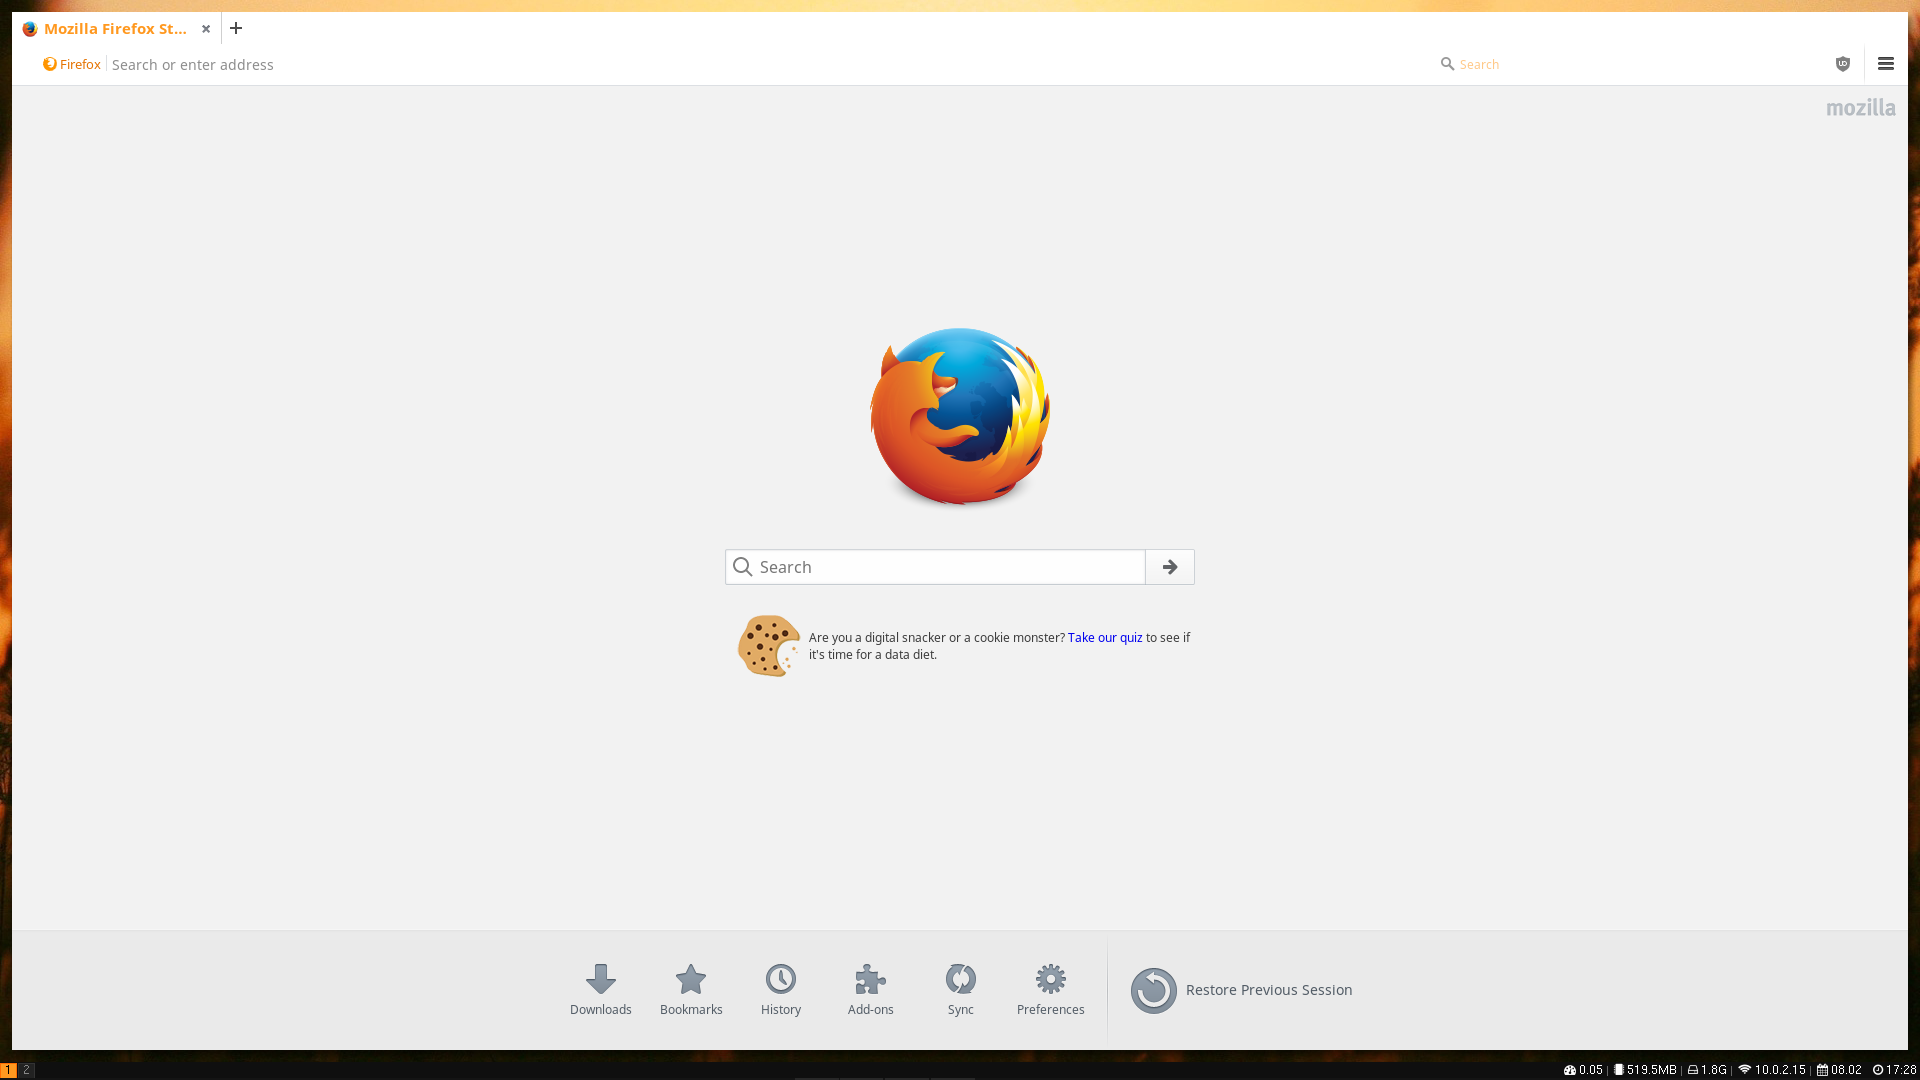 Mozilla Firefox St...
Firefox
Search or enter address
Search
mozilla
Search
Are you a digital snacker or a cookie monster? Take our quiz to see if
it's time for a data diet.
Downloads
Bookmarks
History
Add-ons
Sync
Preferences
Restore Previous Session
1 2
0.05 | 519.5MB | 1.8G | 10.0.2.15 | 08.02 17:28